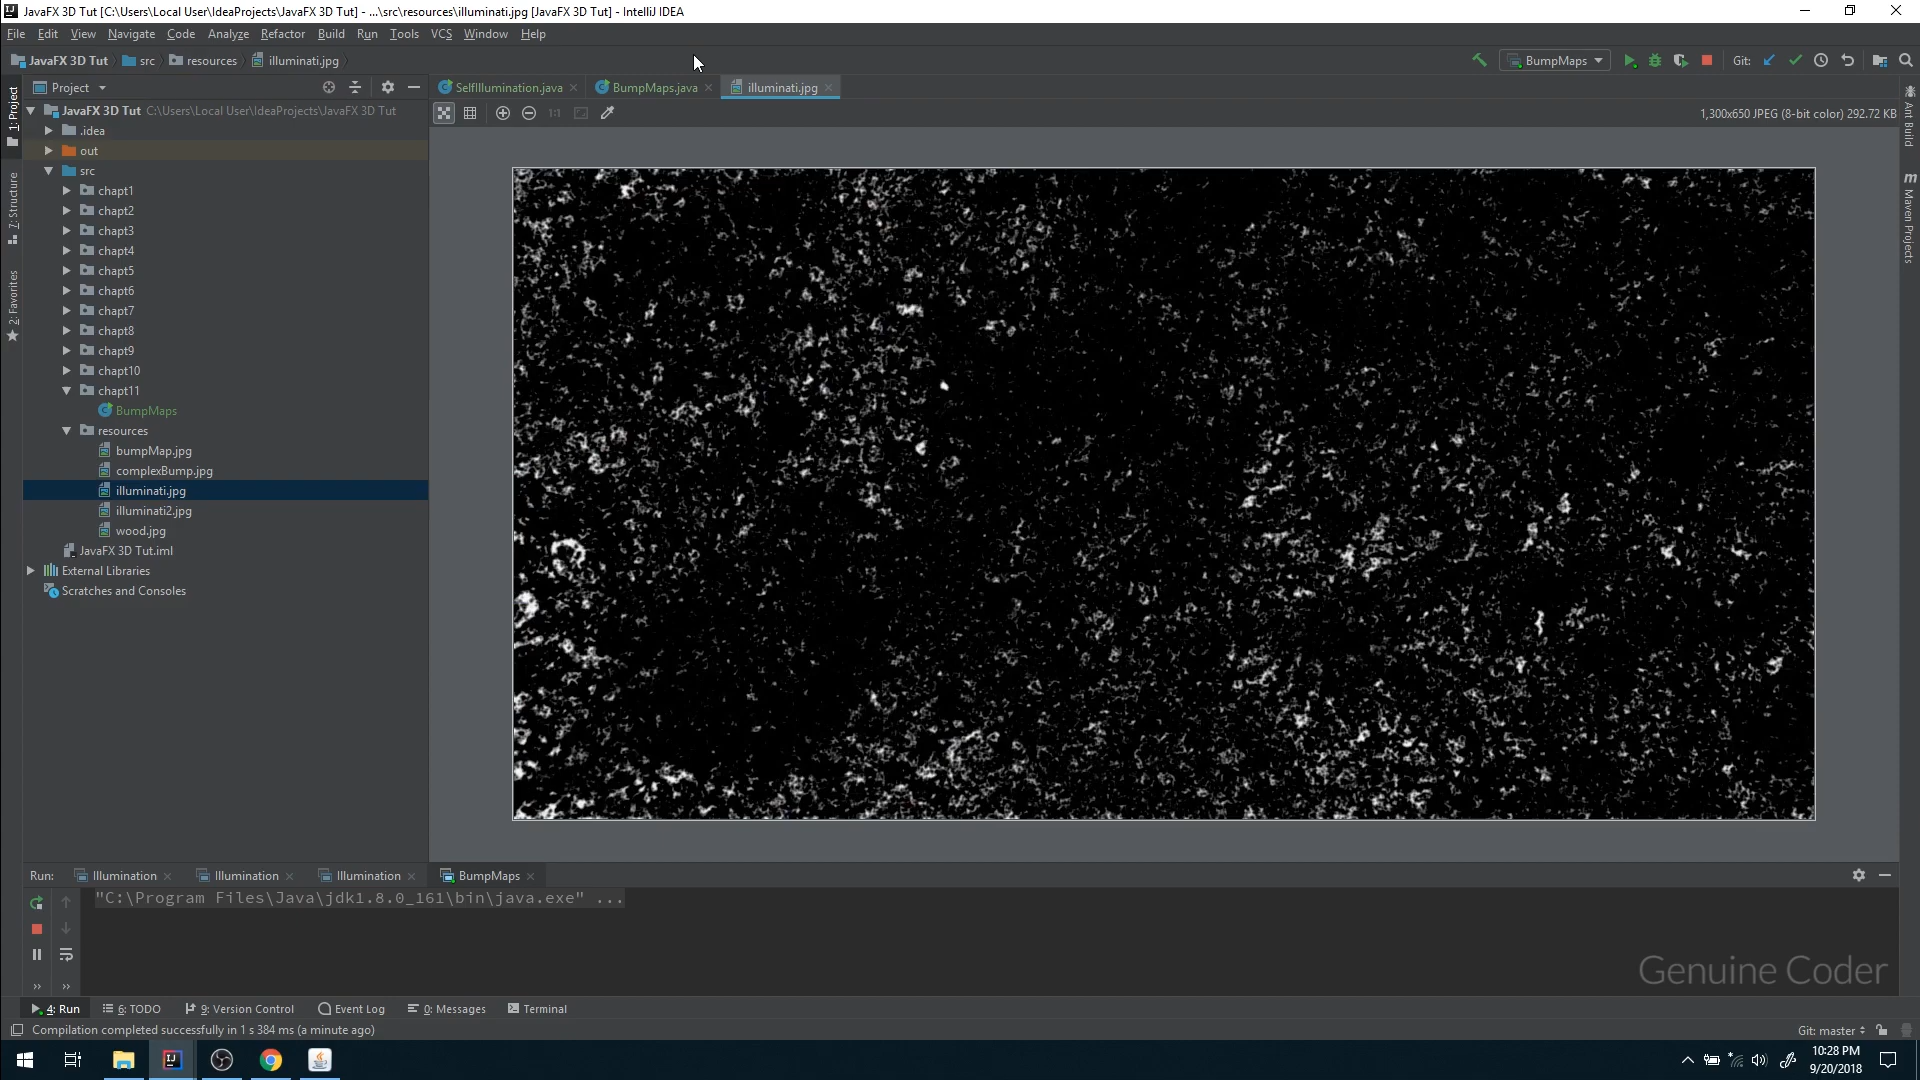 JavaFX 3D Tut [C:\Users\Local User\IdeaProjects\JavaFX 3D Tut] - ...\src\resources\illuminati.jpg [JavaFX 3D Tut] - IntelliJ IDEA
File Edit View Navigate Code Analyze Refactor Build Run Tools VCS Window Help
JavaFX 3D Tut src resources illuminati.jpg BumpMaps Git:
Project SelfIllumination.java BumpMaps.java illuminati.jpg
1,300x650 JPEG (8-bit color) 292.72 KB
JavaFX 3D Tut C:\Users\Local User\IdeaProjects\JavaFX 3D Tut
.idea
out
src
chapt1
chapt2
chapt3
chapt4
chapt5
chapt6
chapt7
chapt8
chapt9
chapt10
chapt11
BumpMaps
resources
bumpMap.jpg
complexBump.jpg
illuminati.jpg
illuminati2.jpg
wood.jpg
JavaFX 3D Tut.iml
External Libraries
Scratches and Consoles
1: Project
7: Structure
2: Favorites
Ant Build
Maven Projects
Run: Illumination Illumination Illumination BumpMaps
"C:\Program Files\Java\jdk1.8.0_161\bin\java.exe" ...
Genuine Coder
4: Run 6: TODO 9: Version Control Event Log 0: Messages Terminal
Compilation completed successfully in 1 s 384 ms (a minute ago)
Git: master
10:28 PM
9/20/2018